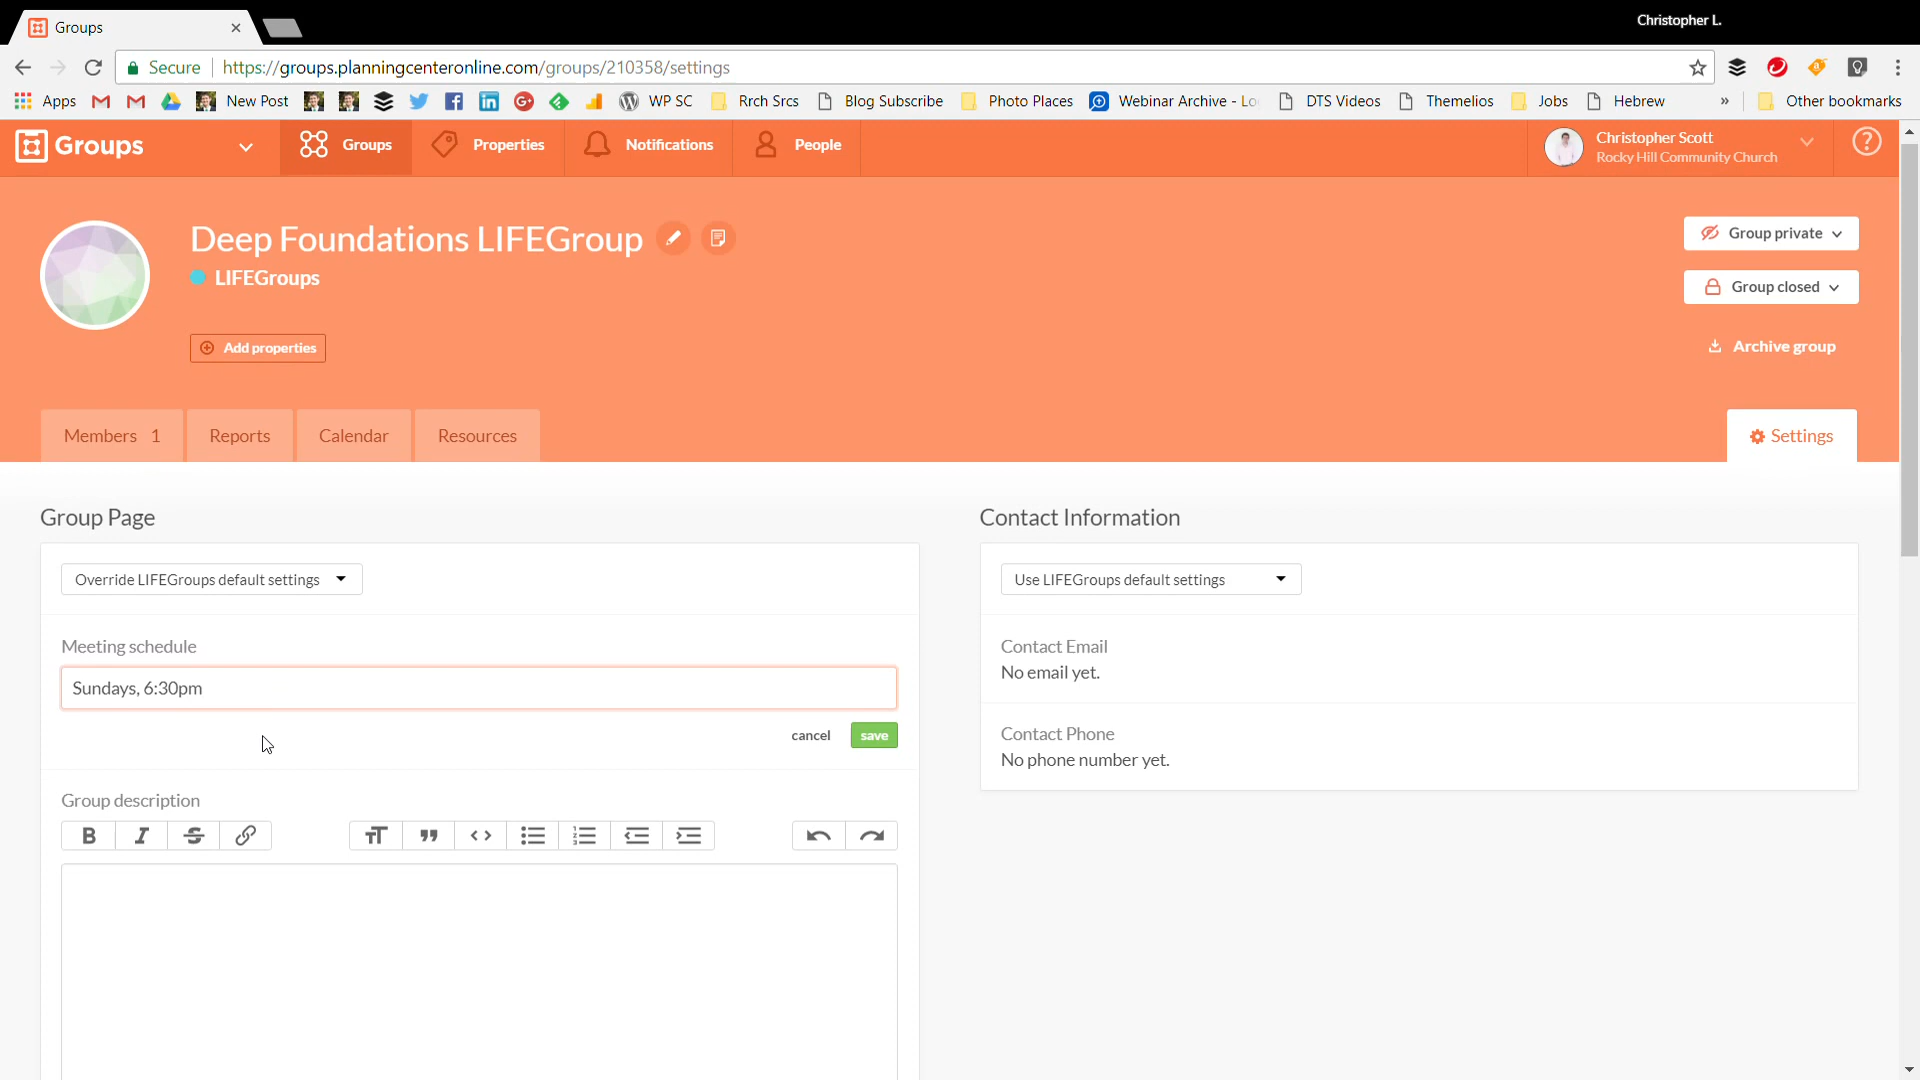 Christopher L.
Groups
Secure https://groups.planningcenteronline.com/groups/210358/settings
Apps New Post WP SC Rrch Srcs Blog Subscribe Photo Places Webinar Archive - Lo DTS Videos Themelios Jobs Hebrew » Other bookmarks
Groups Groups Properties Notifications People Christopher Scott
Rocky Hill Community Church
Deep Foundations LIFEGroup
LIFEGroups
Group private
Group closed
Add properties
Archive group
Members 1 Reports Calendar Resources Settings
Group Page
Override LIFEGroups default settings
Meeting schedule
Sundays, 6:30pm
cancel save
Group description
Contact Information
Use LIFEGroups default settings
Contact Email
No email yet.
Contact Phone
No phone number yet.